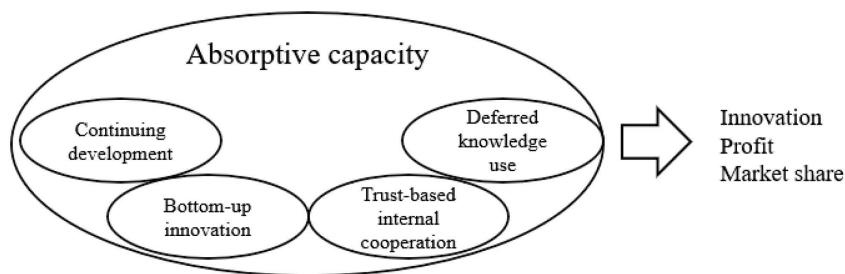 Absorptive capacity
Continuing
development
Deferred
knowledge
use
Bottom-up
innovation
Trust-based
internal
cooperation
Innovation
Profit
Market share